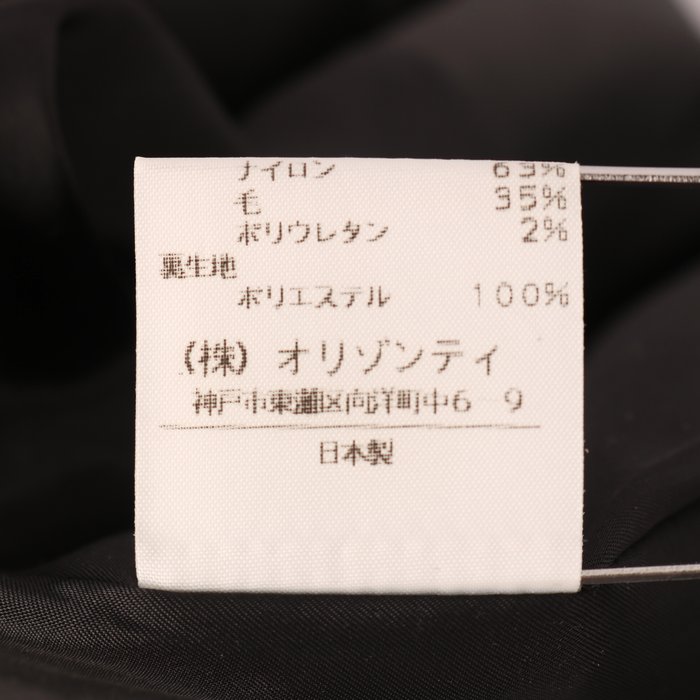 ナイロン 63%
毛 35%
ポリウレタン 2%
裏生地
ポリエステル 100%
(株) オリゾンティ
神戸市東灘区向洋町中6 9
日本製